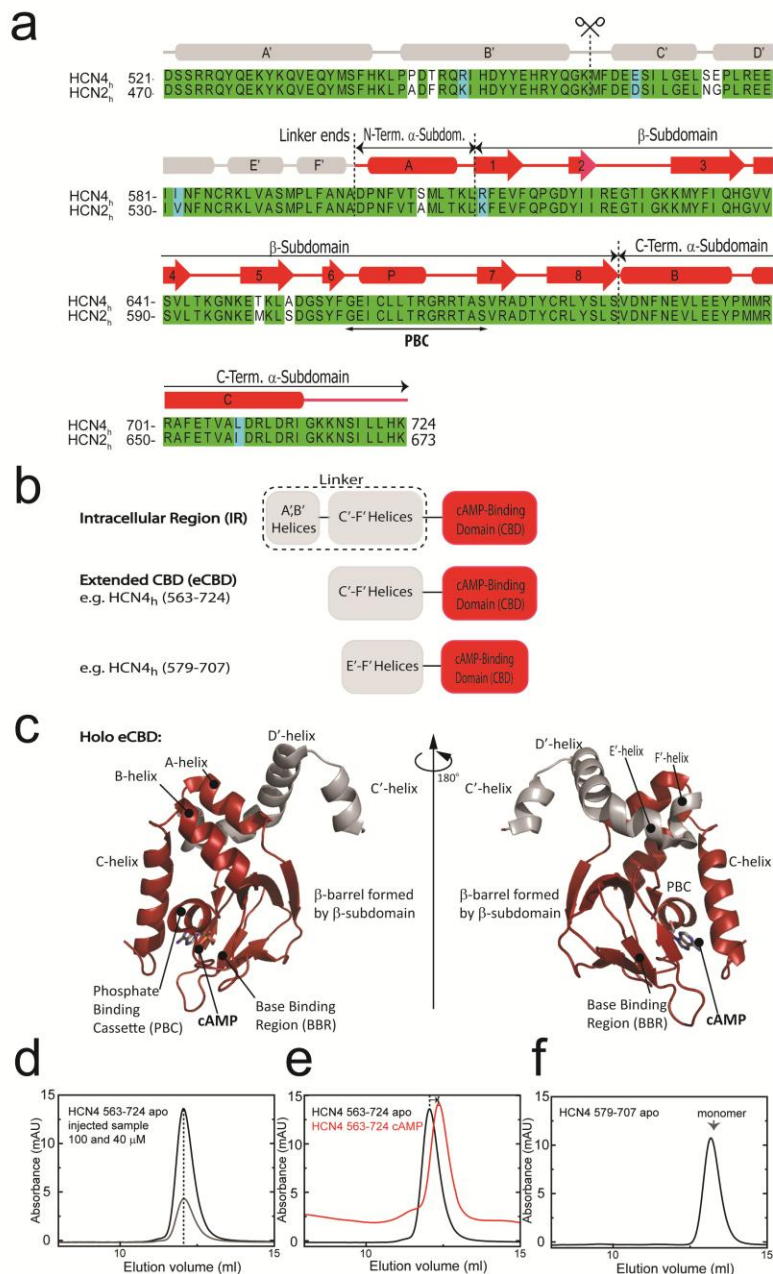 a
A' B' C' D'
HCN4h 521- DSSRRQYQEKYKQVEQYMSFHKLPPDTRQRIHDYYEHRYQGKMFDEESILGELSEPLREE
HCN2h 470- DSSRRQYQEKYKQVEQYMSFHKLPADFRQKIHDYYEHRYQGKMFDEDSILGELNGPLREE
Linker ends N-Term. α-Subdom. β-Subdomain
E' F' A 1 2 3
HCN4h 581- IINFNCRKLVASMPLFANADPNFVTSMLTKLRFEVFQPGDYIIREGTIGKKMYFIQHGVV
HCN2h 530- IVNFNCRKLVASMPLFANADPNFVTAMLTKLKFEVFQPGDYIIREGTIGKKMYFIQHGVV
β-Subdomain C-Term. α-Subdomain
4 5 6 P 7 8 B
HCN4h 641- SVLTKGNKETKLADGSYFGEICLLTRGRRTASVRADTYCRLYSLSVDNFNEVLEEYPMMR
HCN2h 590- SVLTKGNKEMKLSDGSYFGEICLLTRGRRTASVRADTYCRLYSLSVDNFNEVLEEYPMMR
PBC
C-Term. α-Subdomain
C
HCN4h 701- RAFETVALDRLDRIGKKNSILLHK 724
HCN2h 650- RAFETVAIDRLDRIGKKNSILLHK 673
b
Linker
Intracellular Region (IR)
A',B' Helices
C'-F' Helices
cAMP-Binding
Domain (CBD)
Extended CBD (eCBD)
e.g. HCN4h (563-724)
C'-F' Helices
cAMP-Binding
Domain (CBD)
e.g. HCN4h (579-707)
E'-F' Helices
cAMP-Binding
Domain (CBD)
c
Holo eCBD:
D'-helix
A-helix
B-helix
C'-helix
C-helix
β-barrel formed
by β-subdomain
Phosphate
Binding
Cassette (PBC)
cAMP
Base Binding
Region (BBR)
180°
D'-helix
E'-helix
F'-helix
C'-helix
C-helix
PBC
β-barrel formed
by β-subdomain
Base Binding
Region (BBR)
cAMP
d
HCN4 563-724 apo
injected sample
100 and 40 µM
Absorbance (mAU)
15
10
5
0
10 15
Elution volume (ml)
e
HCN4 563-724 apo
HCN4 563-724 cAMP
Absorbance (mAU)
15
10
5
0
10 15
Elution volume (ml)
f
HCN4 579-707 apo
monomer
Absorbance (mAU)
15
10
5
0
10 15
Elution volume (ml)